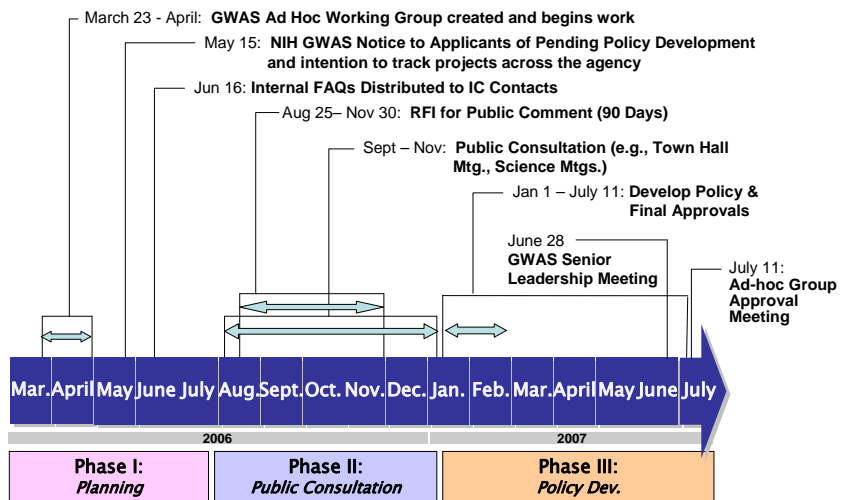 March 23 - April: GWAS Ad Hoc Working Group created and begins work
May 15: NIH GWAS Notice to Applicants of Pending Policy Development
and intention to track projects across the agency
Jun 16: Internal FAQs Distributed to IC Contacts
Aug 25– Nov 30: RFI for Public Comment (90 Days)
Sept – Nov: Public Consultation (e.g., Town Hall
Mtg., Science Mtgs.)
Jan 1 – July 11: Develop Policy &
Final Approvals
June 28
GWAS Senior
Leadership Meeting
July 11:
Ad-hoc Group
Approval
Meeting
Mar. April May June July Aug. Sept. Oct. Nov. Dec. Jan. Feb. Mar. April May June July
2006 2007
Phase I: Phase II: Phase III:
Planning Public Consultation Policy Dev.